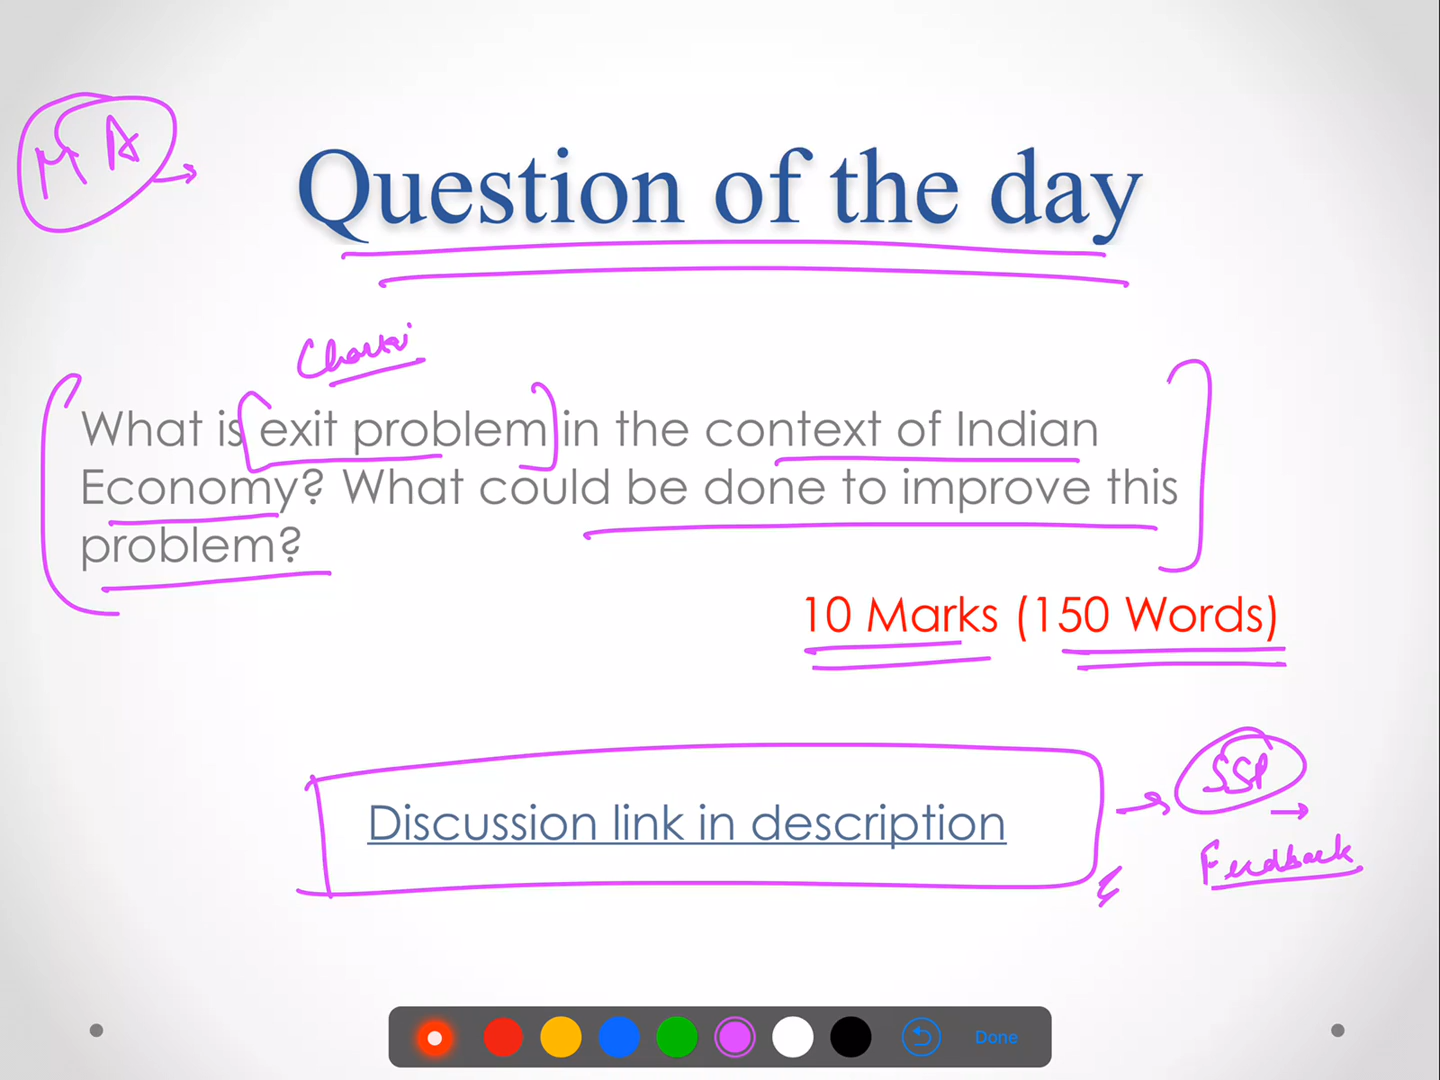 MA
Question of the day
What is exit problem in the context of Indian
Economy? What could be done to improve this
problem?
10 Marks (150 Words)
Discussion link in description
SSP
Feedback
Done